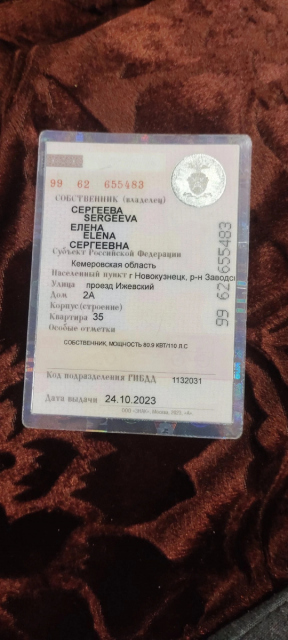 99 62 655483
СОБСТВЕННИК (владелец)
СЕРГЕЕВА
SERGEEVA
ЕЛЕНА
ELENA
СЕРГЕЕВНА
Субъект Российской Федерации
Кемеровская область
Населенный пункт г Новокузнецк, р-н Заводс
Улица проезд Ижевский
Дом 2А
Корпус(строение)
Квартира 35
Особые отметки
СОБСТВЕННИК, МОЩНОСТЬ 80.9 КВТ/110 Л.С
Код подразделения ГИБДД 1132031
Дата выдачи 24.10.2023
99 62 655483